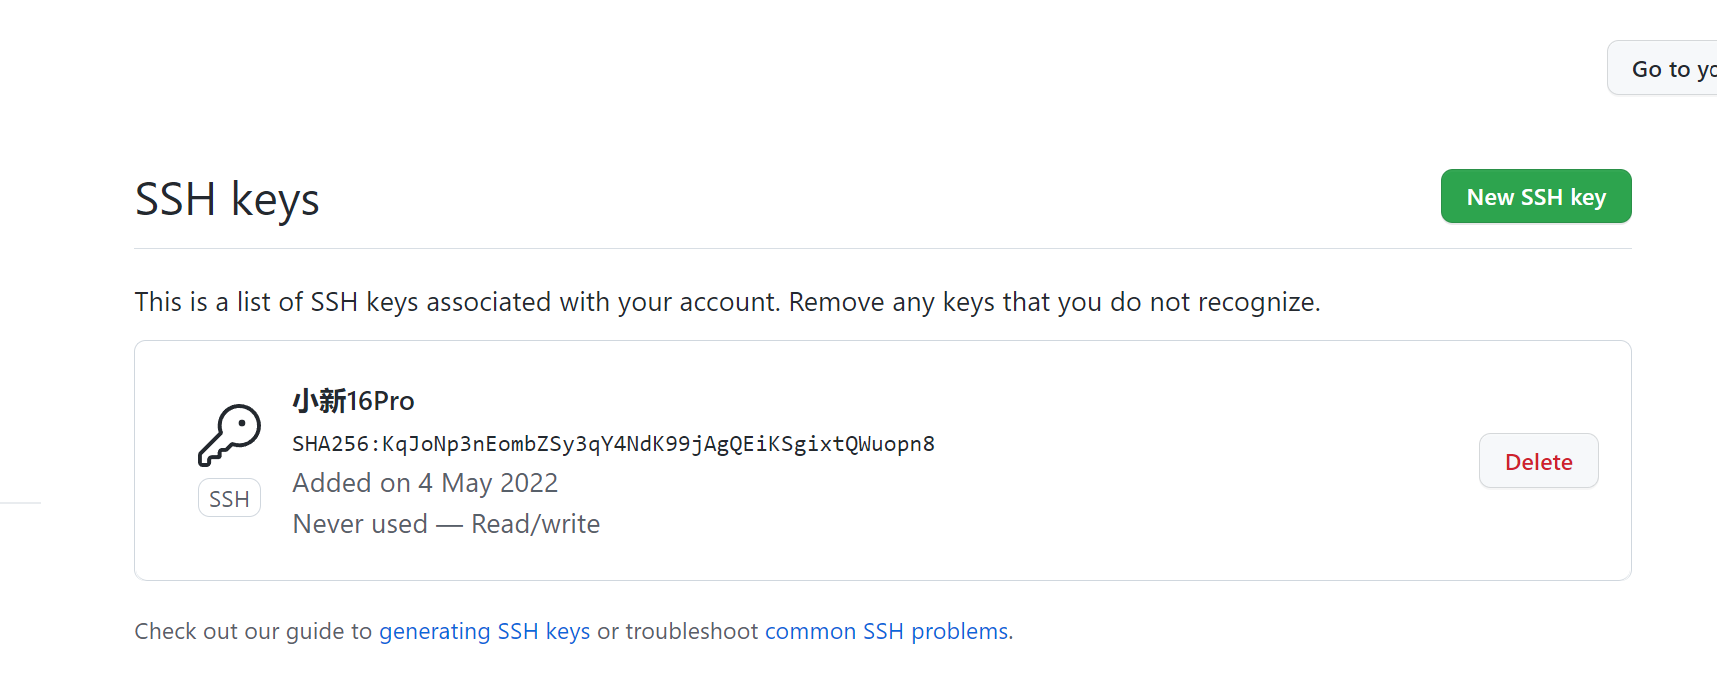 Go to yo
SSH keys
New SSH key
This is a list of SSH keys associated with your account. Remove any keys that you do not recognize.
小新16Pro
SHA256:KqJoNp3nEombZSy3qY4NdK99jAgQEiKSgixtQWuopn8
Added on 4 May 2022
Never used — Read/write
SSH
Delete
Check out our guide to generating SSH keys or troubleshoot common SSH problems.